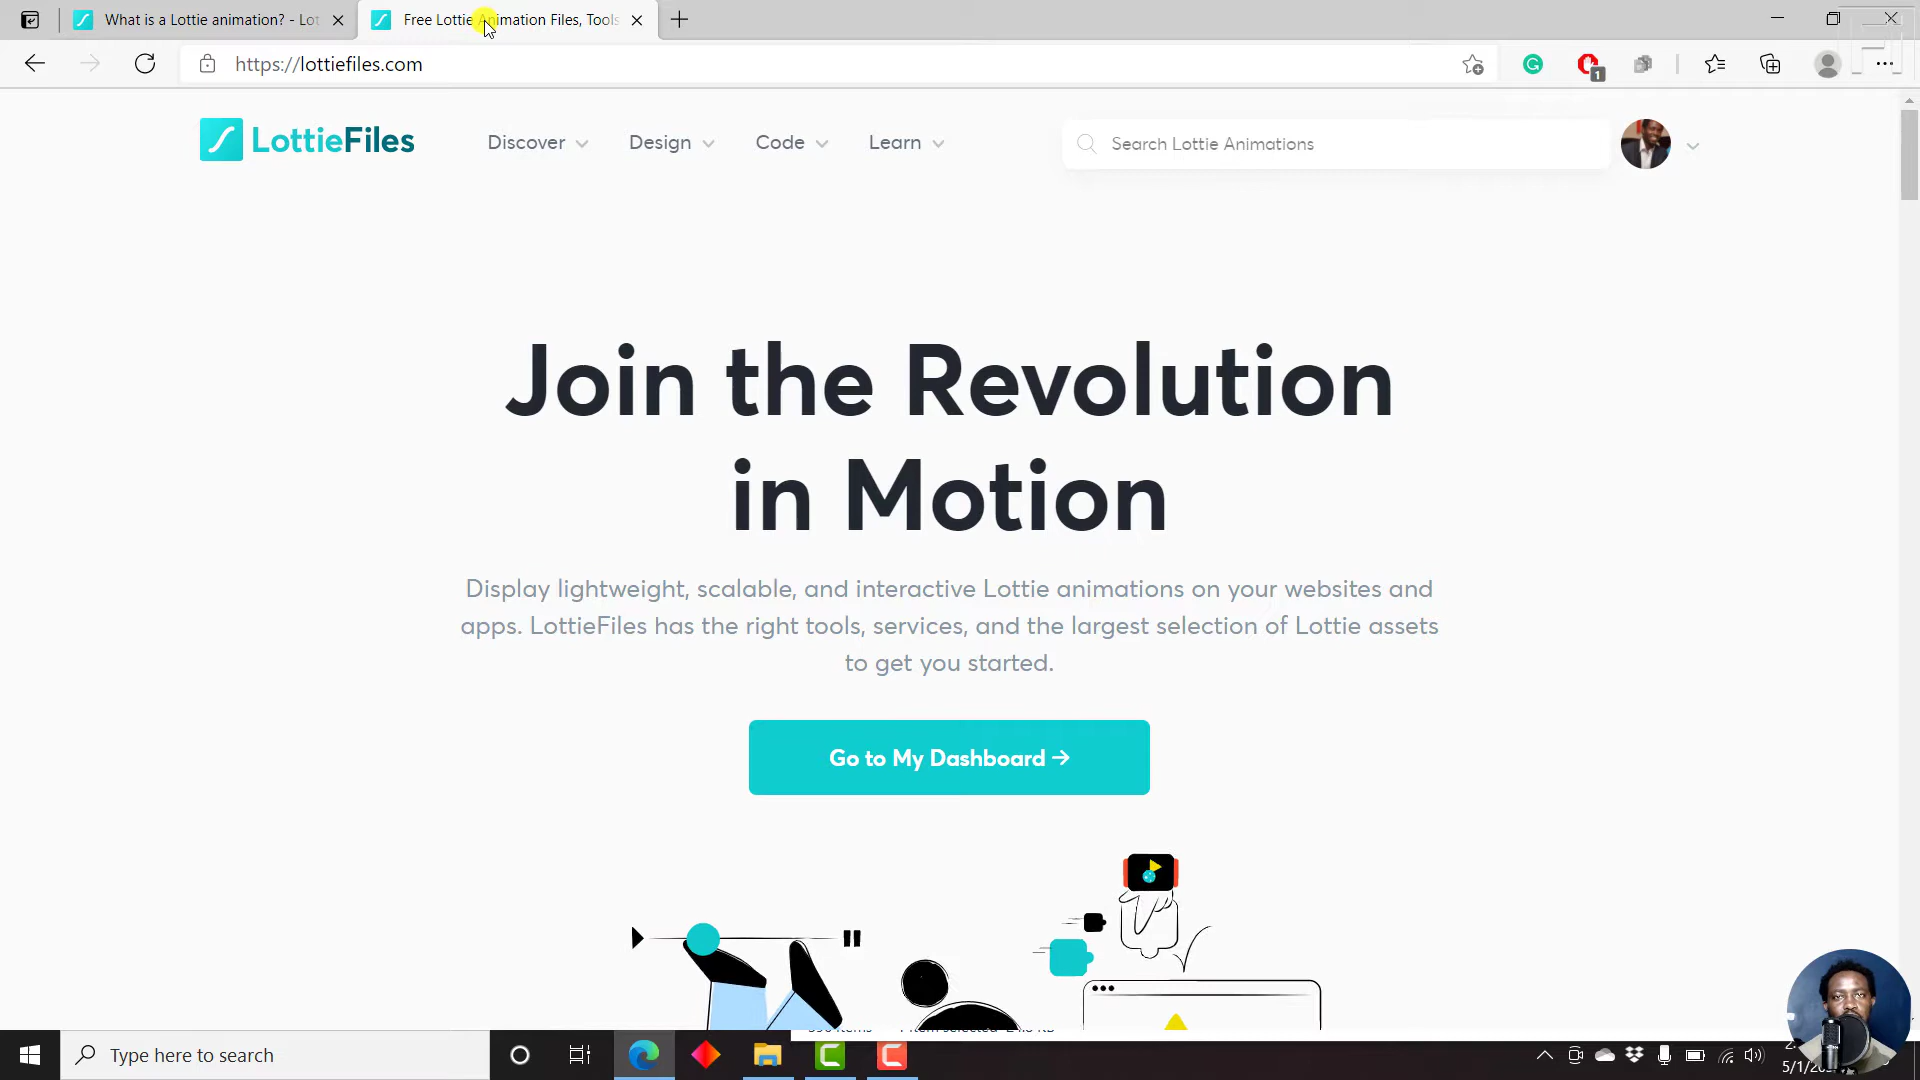 What is a Lottie animation? - Lot
Free Lottie Animation Files, Tools
https://lottiefiles.com
1
LottieFiles
Discover
Design
Code
Learn
Search Lottie Animations
Join the Revolution
in Motion
Display lightweight, scalable, and interactive Lottie animations on your websites and
apps. LottieFiles has the right tools, services, and the largest selection of Lottie assets
to get you started.
Go to My Dashboard →
Type here to search